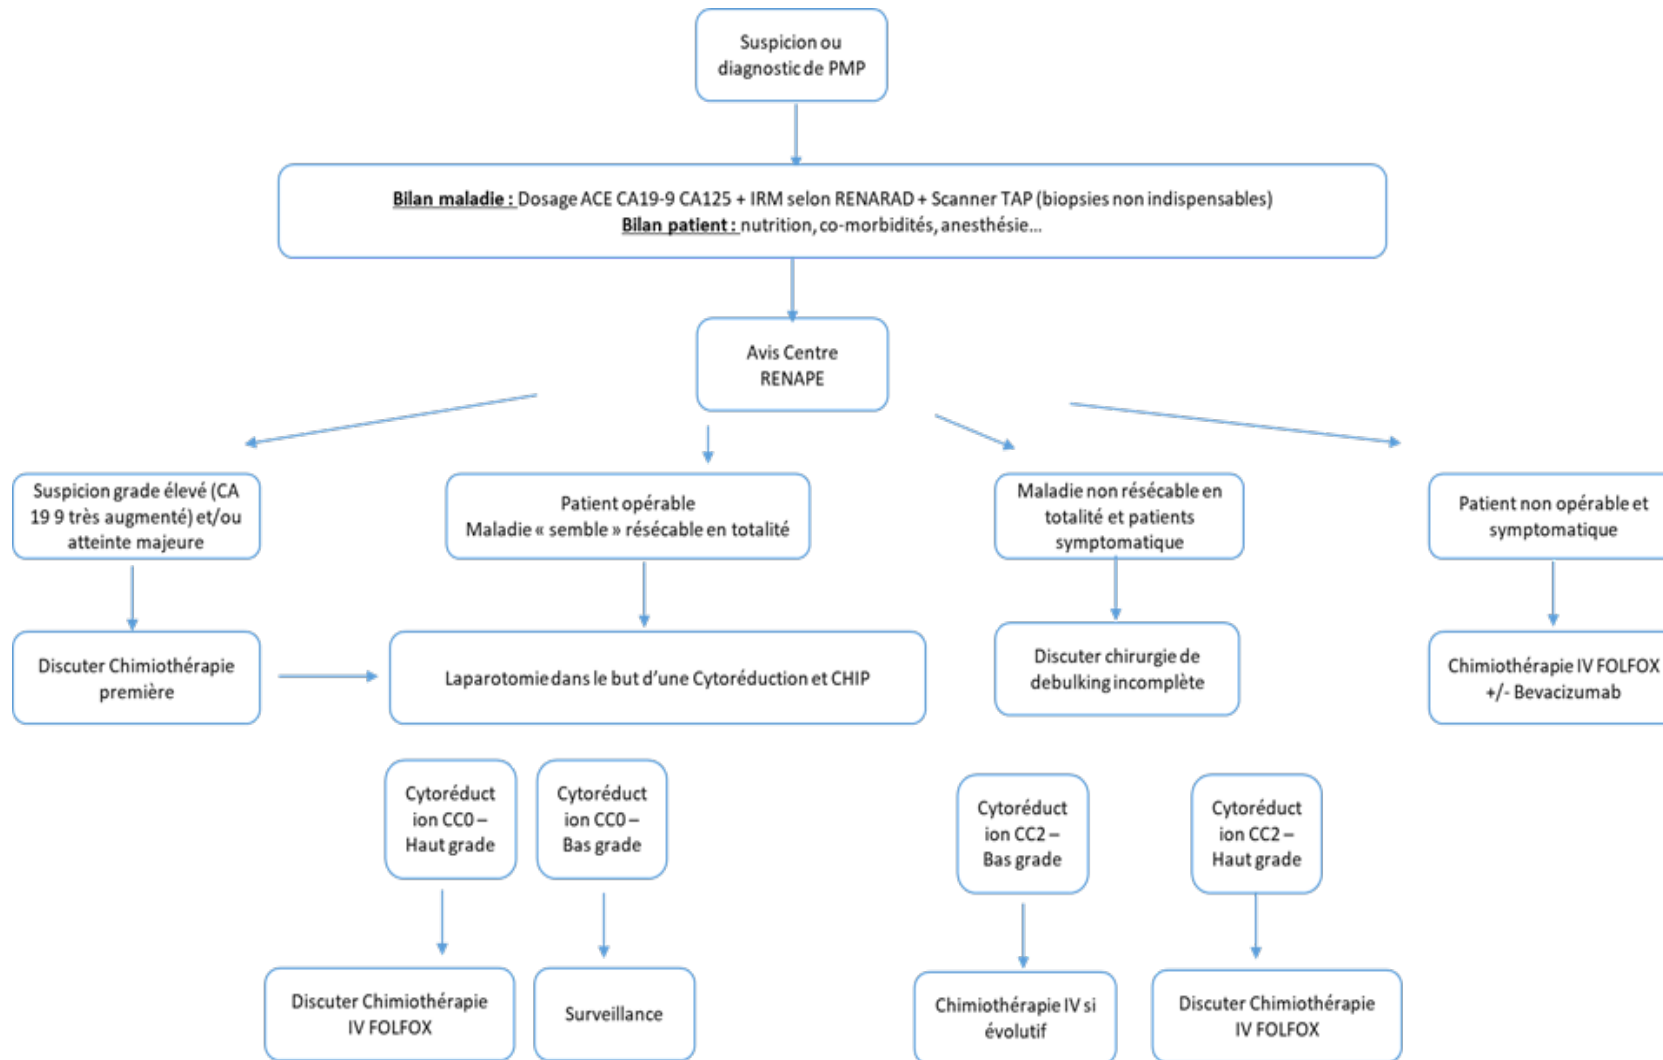 Suspicion ou
diagnostic de PMP
Bilan maladie : Dosage ACE CA19-9 CA125 + IRM selon RENARAD + Scanner TAP (biopsies non indispensables)
Bilan patient : nutrition, co-morbidités, anesthésie...
Avis Centre
RENAPE
Suspicion grade élevé (CA
19 9 très augmenté) et/ou
atteinte majeure
Patient opérable
Maladie « semble » résécable en totalité
Maladie non résécable en
totalité et patients
symptomatique
Patient non opérable et
symptomatique
Discuter Chimiothérapie
première
Laparotomie dans le but d'une Cytoréduction et CHIP
Discuter chirurgie de
debulking incomplète
Chimiothérapie IV FOLFOX
+/- Bevacizumab
Cytoréduct
ion CC0 –
Haut grade
Cytoréduct
ion CC0 –
Bas grade
Cytoréduct
ion CC2 –
Bas grade
Cytoréduct
ion CC2 –
Haut grade
Discuter Chimiothérapie
IV FOLFOX
Surveillance
Chimiothérapie IV si
évolutif
Discuter Chimiothérapie
IV FOLFOX